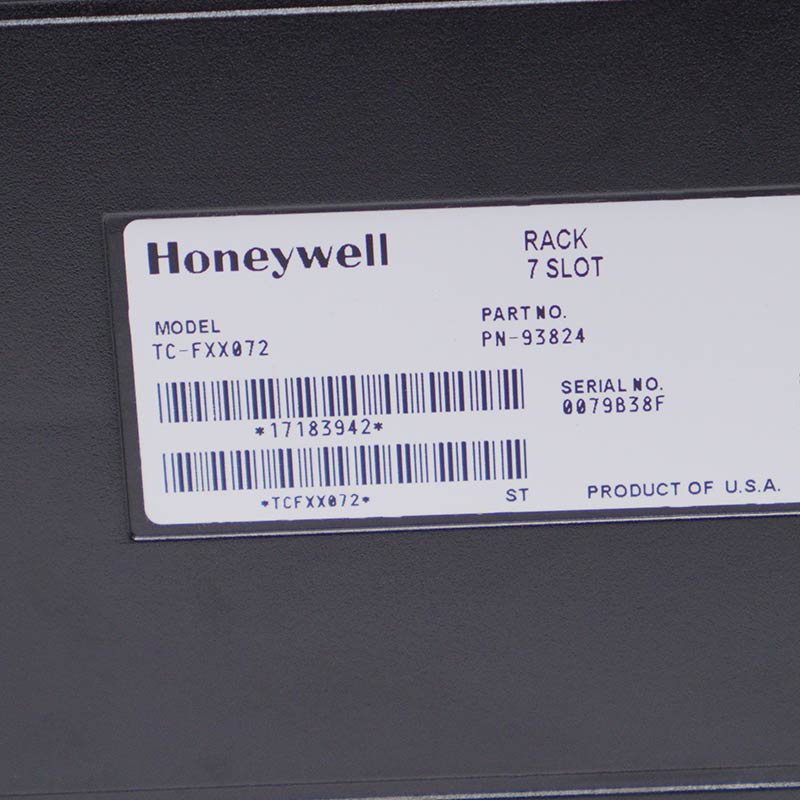 Honeywell
RACK
7 SLOT
MODEL
TC-FXX072
PART NO.
PN-93824
*17183942*
SERIAL NO.
0079B38F
*TCFXX072*
ST
PRODUCT OF U.S.A.